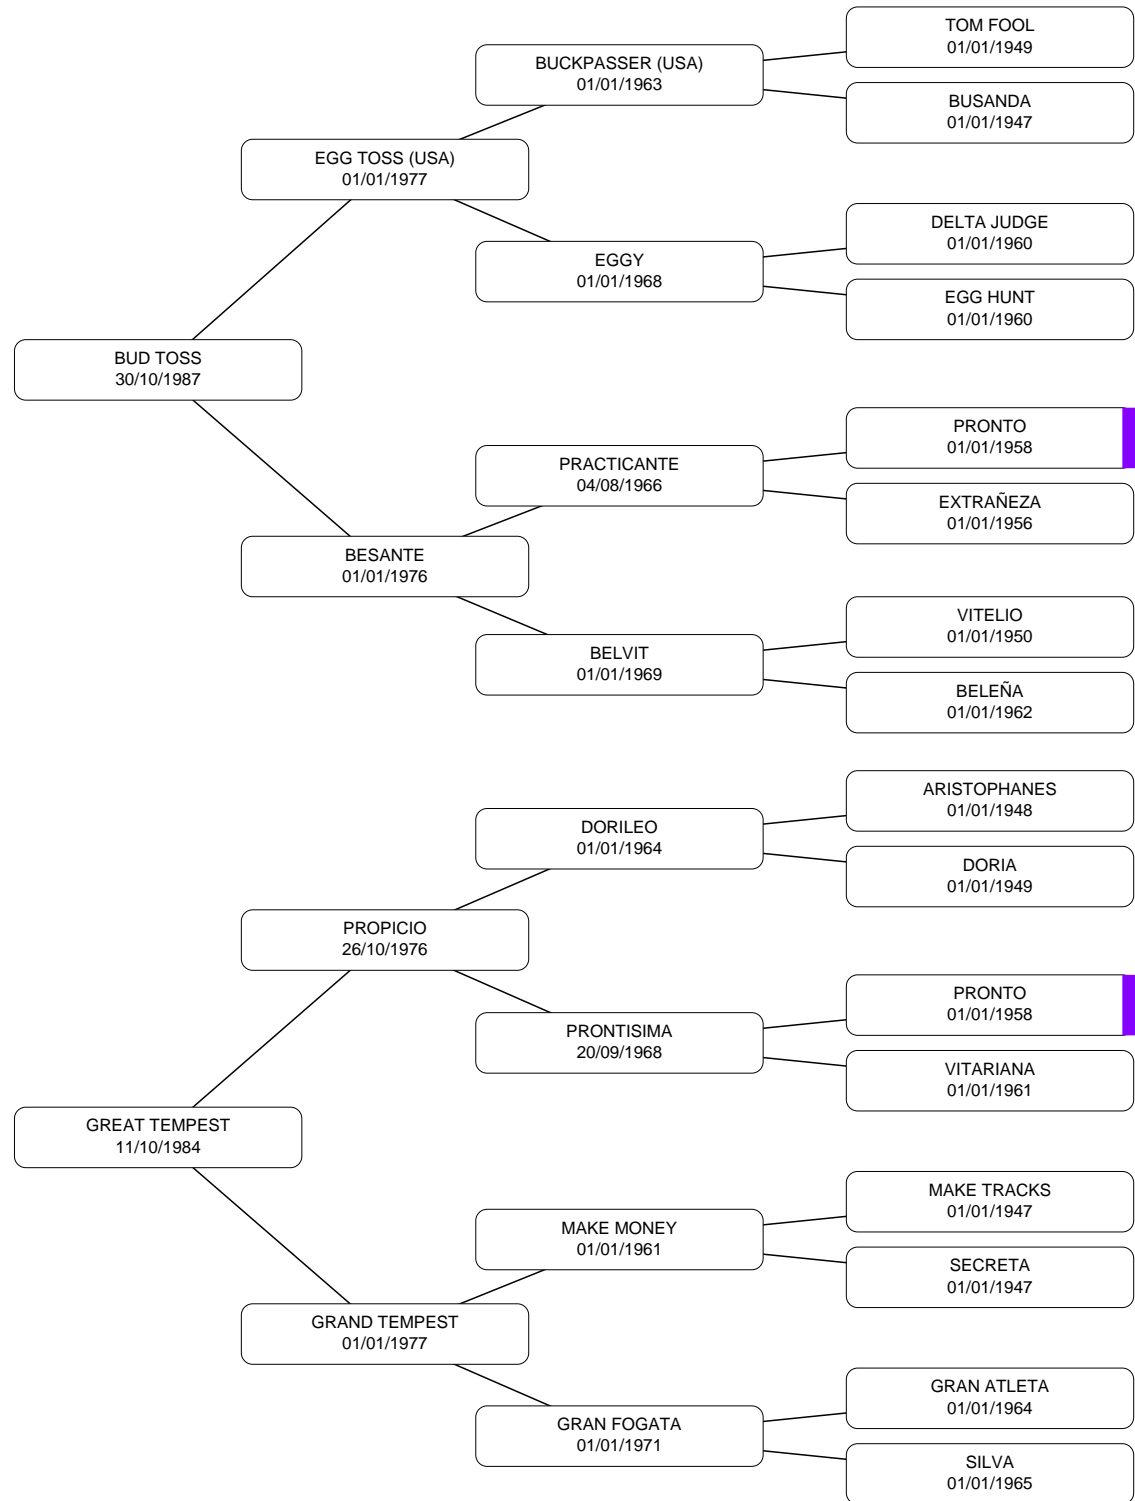 TOM FOOL
01/01/1949
BUCKPASSER (USA)
01/01/1963
BUSANDA
01/01/1947
EGG TOSS (USA)
01/01/1977
DELTA JUDGE
01/01/1960
EGGY
01/01/1968
EGG HUNT
01/01/1960
BUD TOSS
30/10/1987
PRONTO
01/01/1958
PRACTICANTE
04/08/1966
EXTRAÑEZA
01/01/1956
BESANTE
01/01/1976
VITELIO
01/01/1950
BELVIT
01/01/1969
BELEÑA
01/01/1962
ARISTOPHANES
01/01/1948
DORILEO
01/01/1964
DORIA
01/01/1949
PROPICIO
26/10/1976
PRONTO
01/01/1958
PRONTISIMA
20/09/1968
VITARIANA
01/01/1961
GREAT TEMPEST
11/10/1984
MAKE TRACKS
01/01/1947
MAKE MONEY
01/01/1961
SECRETA
01/01/1947
GRAND TEMPEST
01/01/1977
GRAN ATLETA
01/01/1964
GRAN FOGATA
01/01/1971
SILVA
01/01/1965